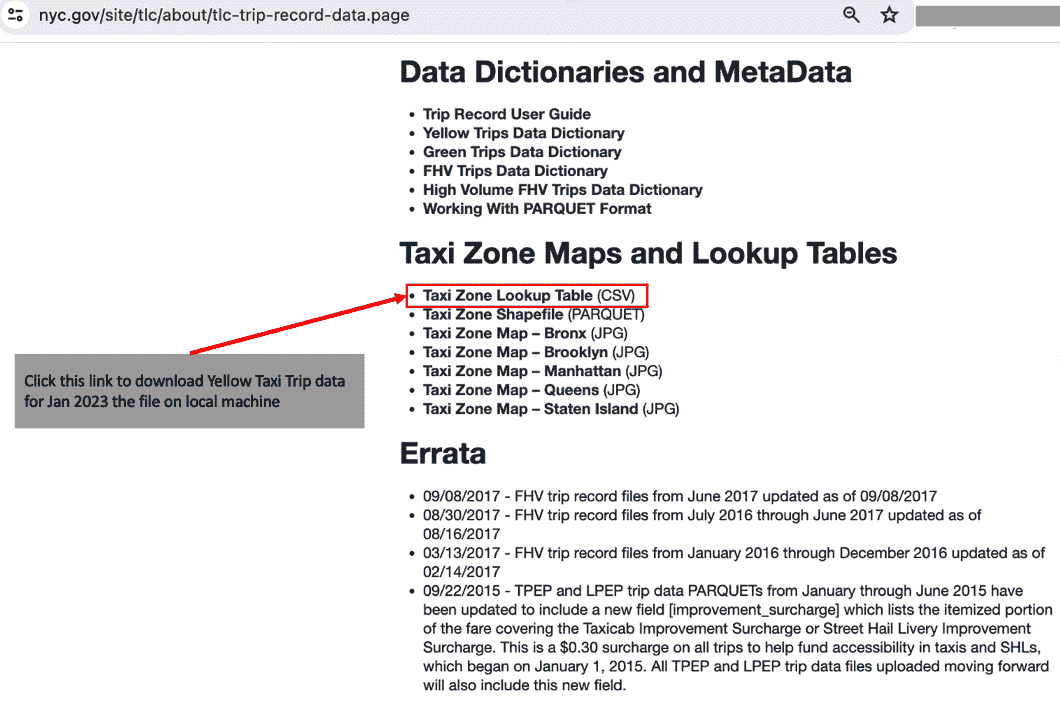 nyc.gov/site/tlc/about/tlc-trip-record-data.page
Data Dictionaries and MetaData
• Trip Record User Guide
• Yellow Trips Data Dictionary
• Green Trips Data Dictionary
• FHV Trips Data Dictionary
• High Volume FHV Trips Data Dictionary
• Working With PARQUET Format
Taxi Zone Maps and Lookup Tables
• Taxi Zone Lookup Table (CSV)
• Taxi Zone Shapefile (PARQUET)
• Taxi Zone Map – Bronx (JPG)
• Taxi Zone Map – Brooklyn (JPG)
• Taxi Zone Map – Manhattan (JPG)
• Taxi Zone Map – Queens (JPG)
• Taxi Zone Map – Staten Island (JPG)
Click this link to download Yellow Taxi Trip data
for Jan 2023 the file on local machine
Errata
• 09/08/2017 - FHV trip record files from June 2017 updated as of 09/08/2017
• 08/30/2017 - FHV trip record files from July 2016 through June 2017 updated as of
08/16/2017
• 03/13/2017 - FHV trip record files from January 2016 through December 2016 updated as of
02/14/2017
• 09/22/2015 - TPEP and LPEP trip data PARQUETs from January through June 2015 have
been updated to include a new field [improvement_surcharge] which lists the itemized portion
of the fare covering the Taxicab Improvement Surcharge or Street Hail Livery Improvement
Surcharge. This is a $0.30 surcharge on all trips to help fund accessibility in taxis and SHLs,
which began on January 1, 2015. All TPEP and LPEP trip data files uploaded moving forward
will also include this new field.